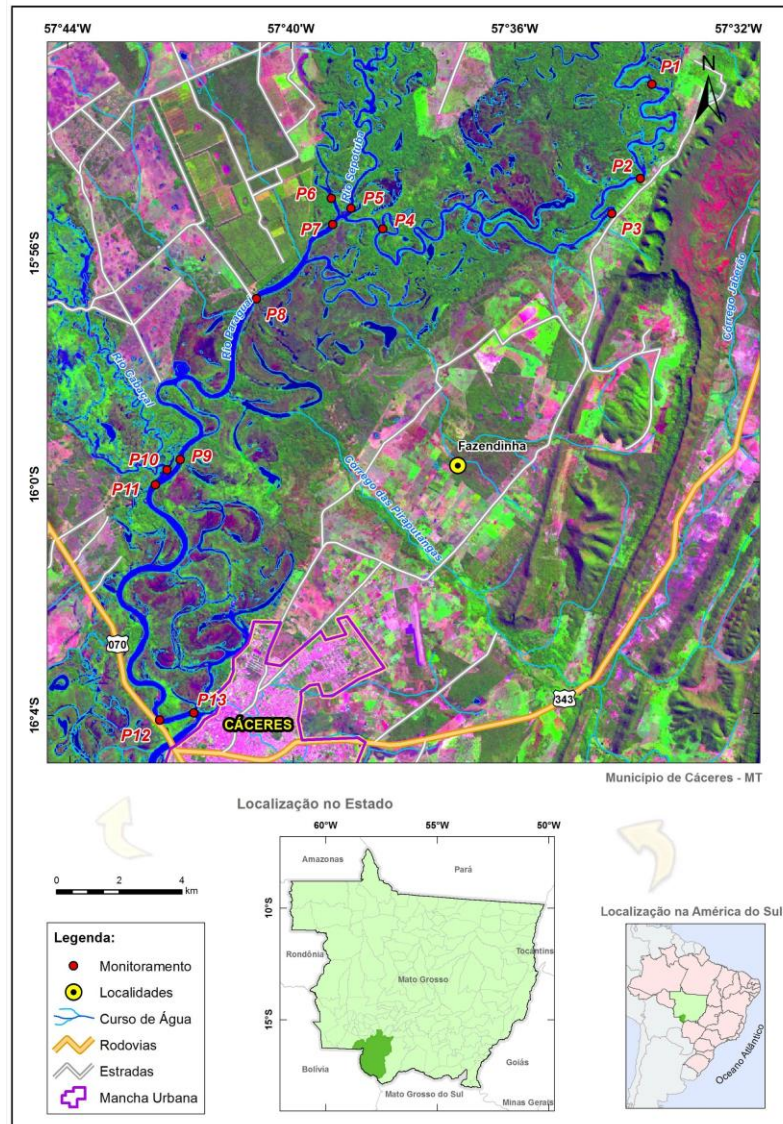 57°44'W
57°40'W
57°36'W
57°32'W
N
P1
P2
P3
P4
P5
P6
P7
P8
P9
P10
P11
P12
P13
Rio Sepotuba
Rio Paraguai
Rio Cabaçal
Córrego Jaborão
Córrego das Piraputangas
Fazendinha
CÁCERES
070
343
15°56'S
16°0'S
16°4'S
Município de Cáceres - MT
Localização no Estado
60°W
55°W
50°W
10°S
15°S
Amazonas
Pará
Rondônia
Tocantins
Mato Grosso
Bolívia
Goiás
Mato Grosso do Sul
Minas Gerais
0 2 4
km
Legenda:
Monitoramento
Localidades
Curso de Água
Rodovias
Estradas
Mancha Urbana
Localização na América do Sul
Oceano Atlântico